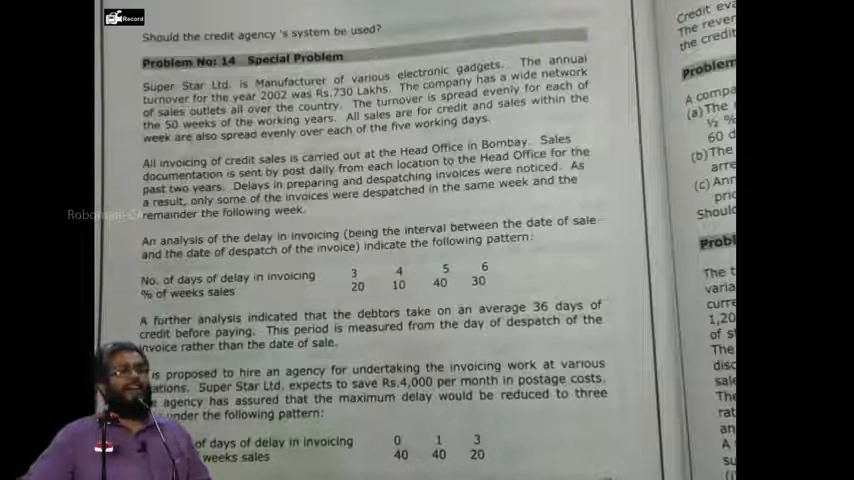 Record
Should the credit agency 's system be used?
Problem No: 14 Special Problem
Super Star Ltd. is Manufacturer of various electronic gadgets. The annual
turnover for the year 2002 was Rs.730 Lakhs. The company has a wide network
of sales outlets all over the country. The turnover is spread evenly for each of
the 50 weeks of the working years. All sales are for credit and sales within the
week are also spread evenly over each of the five working days.
All invoicing of credit sales is carried out at the Head Office in Bombay. Sales
documentation is sent by post daily from each location to the Head Office for the
past two years. Delays in preparing and despatching invoices were noticed. As
a result, only some of the invoices were despatched in the same week and the
remainder the following week.
An analysis of the delay in invoicing (being the interval between the date of sale
and the date of despatch of the invoice) indicate the following pattern:
No. of days of delay in invoicing 3 4 5 6
% of weeks sales 20 10 40 30
A further analysis indicated that the debtors take on an average 36 days of
credit before paying. This period is measured from the day of despatch of the
invoice rather than the date of sale.
is proposed to hire an agency for undertaking the invoicing work at various
ations. Super Star Ltd. expects to save Rs.4,000 per month in postage costs.
agency has assured that the maximum delay would be reduced to three
under the following pattern:
of days of delay in invoicing 0 1 3
weeks sales 40 40 20
Credit eva
The rever
the credit
Problem
A compa
(a) The
½ %
60 d
(b) The
arre
(c) Ann
pric
Should
Probl
The t
varia
curre
1,20
of s
The
disc
sale
The
rat
an
A
su